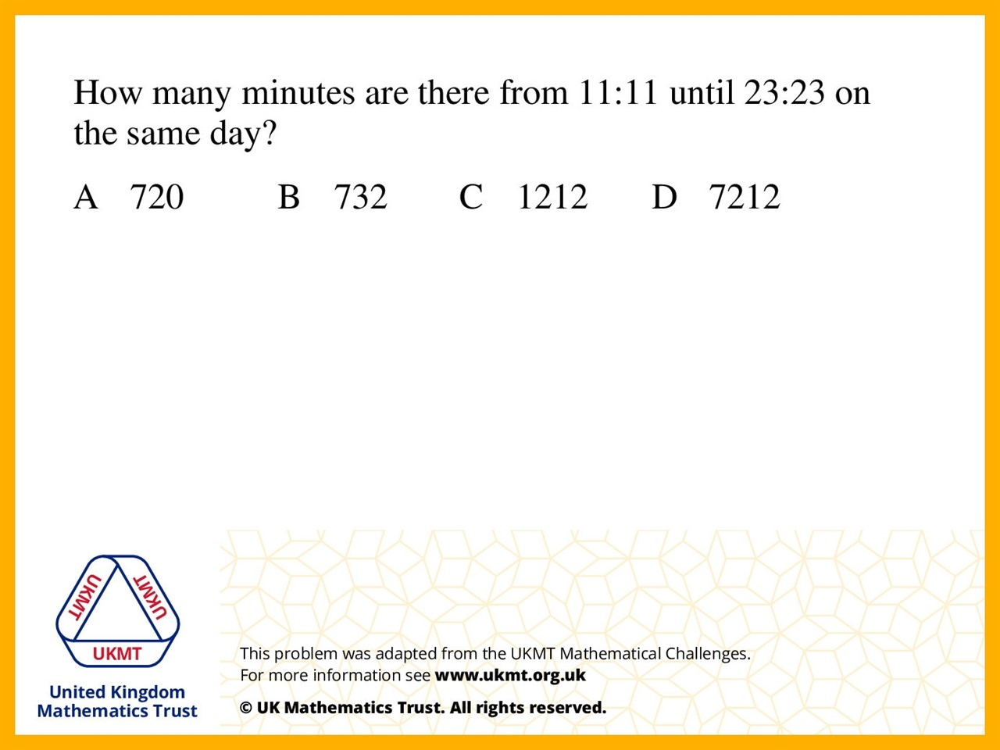 How many minutes are there from 11:11 until 23:23 on
the same day?
A 720 B 732 C 1212 D 7212
UKMT
UKMT
UKMT
United Kingdom
Mathematics Trust
This problem was adapted from the UKMT Mathematical Challenges.
For more information see www.ukmt.org.uk
© UK Mathematics Trust. All rights reserved.